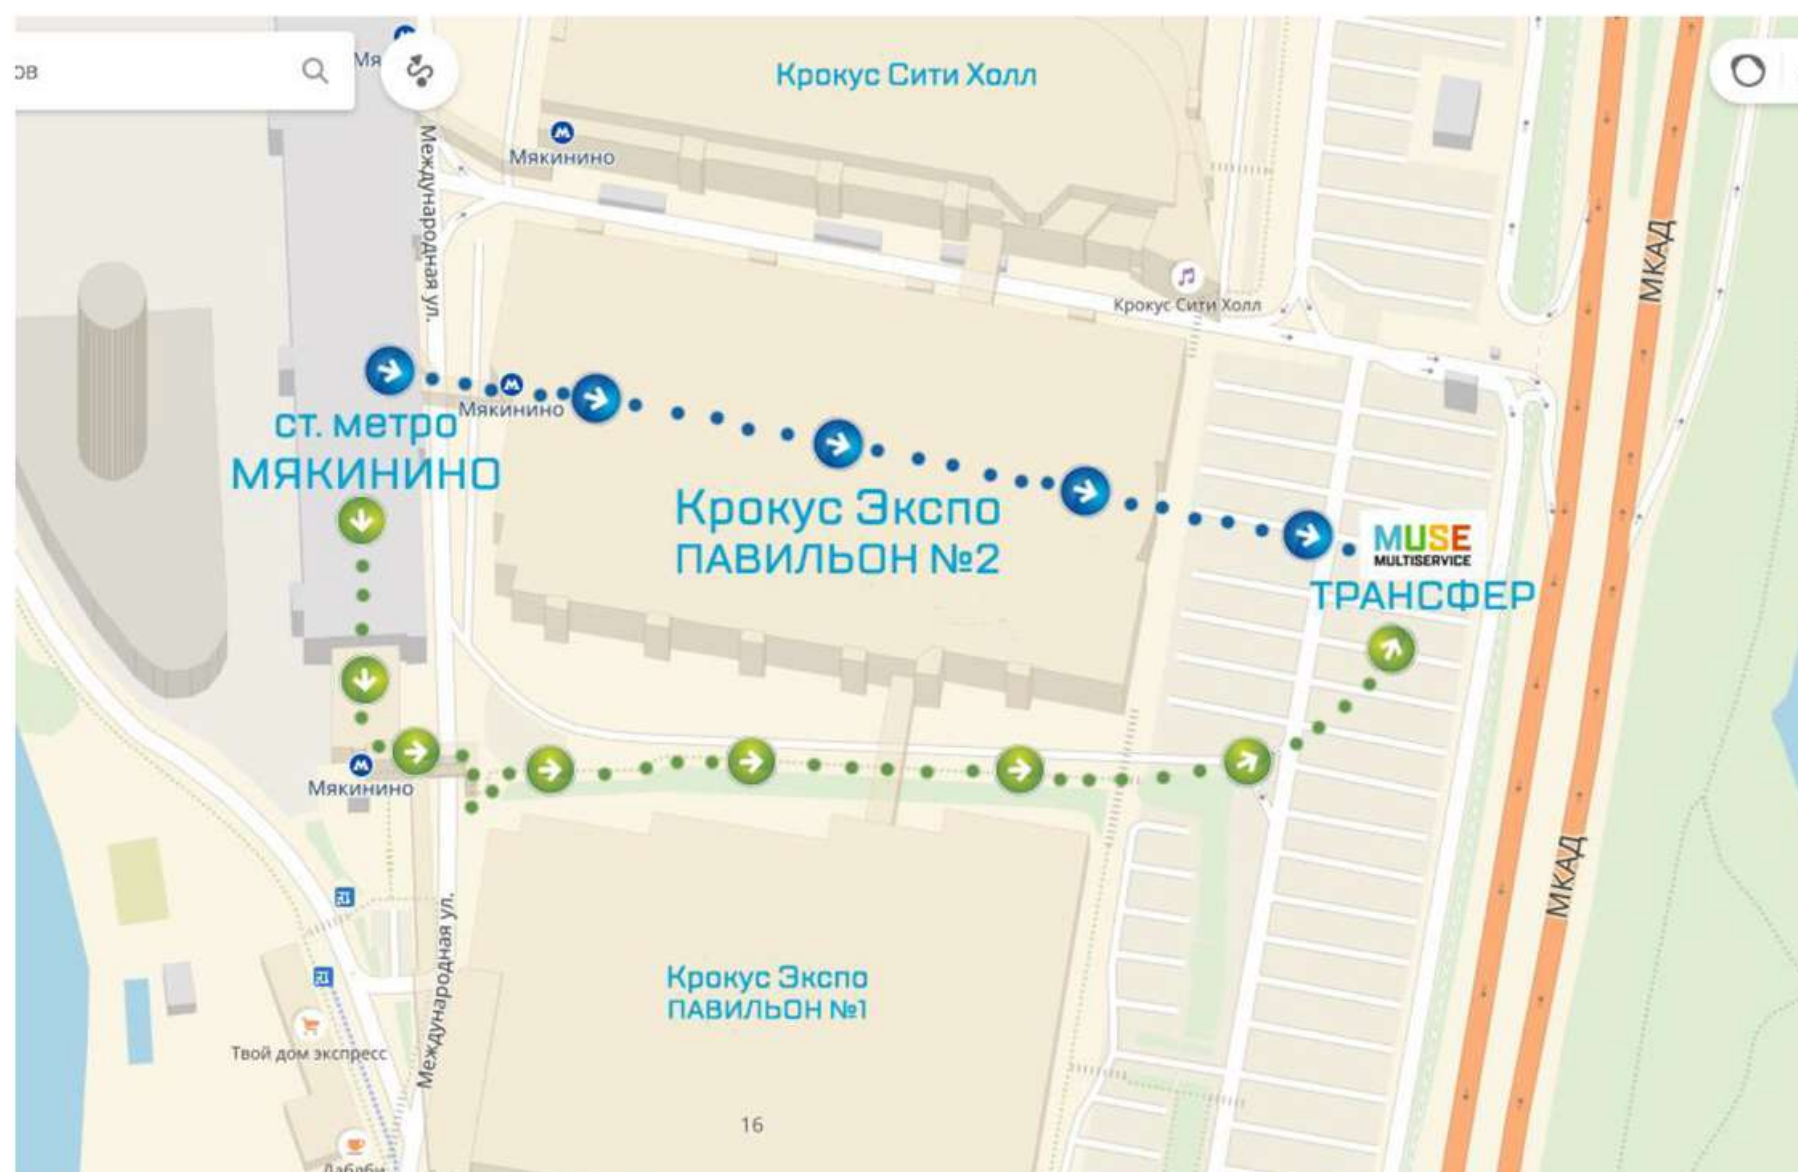 ов
Мя
Крокус Сити Холл
Мякинино
Международная ул.
МКАД
Крокус Сити Холл
Мякинино
ст. метро
МЯКИНИНО
Крокус Экспо
ПАВИЛЬОН №2
MUSE
MULTISERVICE
ТРАНСФЕР
Мякинино
МКАД
Международная ул.
Крокус Экспо
ПАВИЛЬОН №1
Твой дом экспресс
16